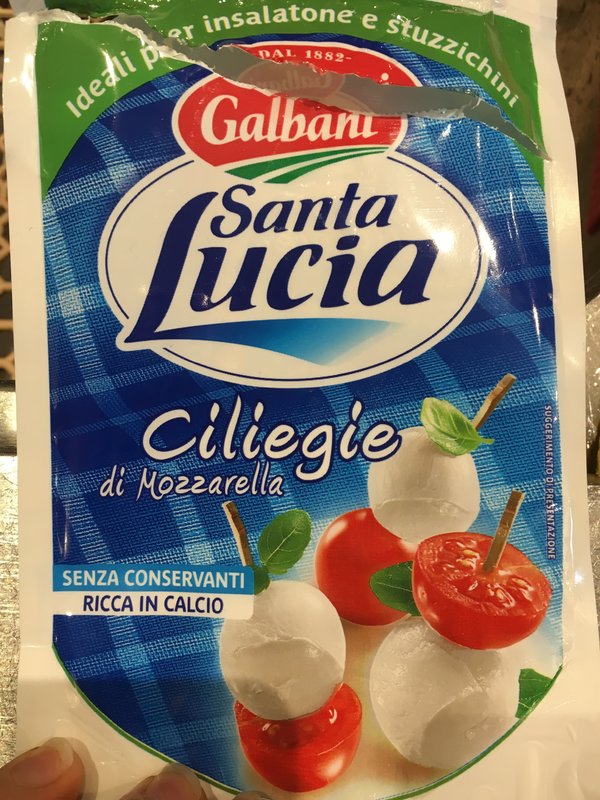 Ideali per insalatone e stuzzichini
DAL 1882-
Galbani
Santa
Lucia
Ciliegie
di Mozzarella
SENZA CONSERVANTI
RICCA IN CALCIO
SUGGERIMENTO DI PRESENTAZIONE